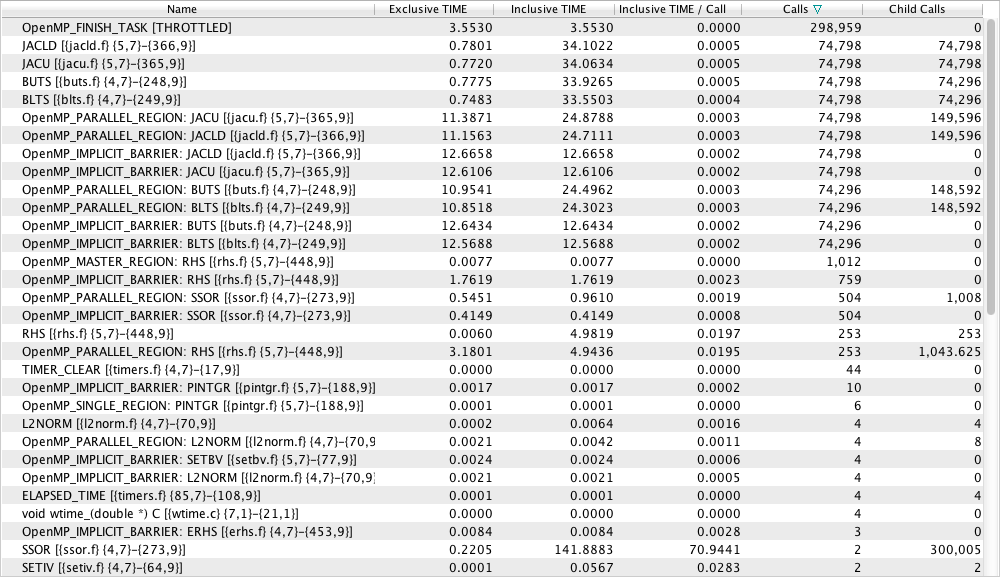 Name Exclusive TIME Inclusive TIME Inclusive TIME / Call Calls ▽ Child Calls
OpenMP_FINISH_TASK [THROTTLED] 3.5530 3.5530 0.0000 298,959 0
JACLD [{jacld.f} {5,7}-{366,9}] 0.7801 34.1022 0.0005 74,798 74,798
JACU [{jacu.f} {5,7}-{365,9}] 0.7720 34.0634 0.0005 74,798 74,798
BUTS [{buts.f} {4,7}-{248,9}] 0.7775 33.9265 0.0005 74,798 74,296
BLTS [{blts.f} {4,7}-{249,9}] 0.7483 33.5503 0.0004 74,798 74,296
OpenMP_PARALLEL_REGION: JACU [{jacu.f} {5,7}-{365,9}] 11.3871 24.8788 0.0003 74,798 149,596
OpenMP_PARALLEL_REGION: JACLD [{jacld.f} {5,7}-{366,9}] 11.1563 24.7111 0.0003 74,798 149,596
OpenMP_IMPLICIT_BARRIER: JACLD [{jacld.f} {5,7}-{366,9}] 12.6658 12.6658 0.0002 74,798 0
OpenMP_IMPLICIT_BARRIER: JACU [{jacu.f} {5,7}-{365,9}] 12.6106 12.6106 0.0002 74,798 0
OpenMP_PARALLEL_REGION: BUTS [{buts.f} {4,7}-{248,9}] 10.9541 24.4962 0.0003 74,296 148,592
OpenMP_PARALLEL_REGION: BLTS [{blts.f} {4,7}-{249,9}] 10.8518 24.3023 0.0003 74,296 148,592
OpenMP_IMPLICIT_BARRIER: BUTS [{buts.f} {4,7}-{248,9}] 12.6434 12.6434 0.0002 74,296 0
OpenMP_IMPLICIT_BARRIER: BLTS [{blts.f} {4,7}-{249,9}] 12.5688 12.5688 0.0002 74,296 0
OpenMP_MASTER_REGION: RHS [{rhs.f} {5,7}-{448,9}] 0.0077 0.0077 0.0000 1,012 0
OpenMP_IMPLICIT_BARRIER: RHS [{rhs.f} {5,7}-{448,9}] 1.7619 1.7619 0.0023 759 0
OpenMP_PARALLEL_REGION: SSOR [{ssor.f} {4,7}-{273,9}] 0.5451 0.9610 0.0019 504 1,008
OpenMP_IMPLICIT_BARRIER: SSOR [{ssor.f} {4,7}-{273,9}] 0.4149 0.4149 0.0008 504 0
RHS [{rhs.f} {5,7}-{448,9}] 0.0060 4.9819 0.0197 253 253
OpenMP_PARALLEL_REGION: RHS [{rhs.f} {5,7}-{448,9}] 3.1801 4.9436 0.0195 253 1,043.625
TIMER_CLEAR [{timers.f} {4,7}-{17,9}] 0.0000 0.0000 0.0000 44 0
OpenMP_IMPLICIT_BARRIER: PINTGR [{pintgr.f} {5,7}-{188,9}] 0.0017 0.0017 0.0002 10 0
OpenMP_SINGLE_REGION: PINTGR [{pintgr.f} {5,7}-{188,9}] 0.0001 0.0001 0.0000 6 0
L2NORM [{l2norm.f} {4,7}-{70,9}] 0.0002 0.0064 0.0016 4 4
OpenMP_PARALLEL_REGION: L2NORM [{l2norm.f} {4,7}-{70,9 0.0021 0.0042 0.0011 4 8
OpenMP_IMPLICIT_BARRIER: SETBV [{setbv.f} {5,7}-{77,9}] 0.0024 0.0024 0.0006 4 0
OpenMP_IMPLICIT_BARRIER: L2NORM [{l2norm.f} {4,7}-{70,9} 0.0021 0.0021 0.0005 4 0
ELAPSED_TIME [{timers.f} {85,7}-{108,9}] 0.0001 0.0001 0.0000 4 4
void wtime_(double *) C [{wtime.c} {7,1}-{21,1}] 0.0000 0.0000 0.0000 4 0
OpenMP_IMPLICIT_BARRIER: ERHS [{erhs.f} {4,7}-{453,9}] 0.0084 0.0084 0.0028 3 0
SSOR [{ssor.f} {4,7}-{273,9}] 0.2205 141.8883 70.9441 2 300,005
SETIV [{setiv.f} {4,7}-{64,9}] 0.0001 0.0567 0.0283 2 2